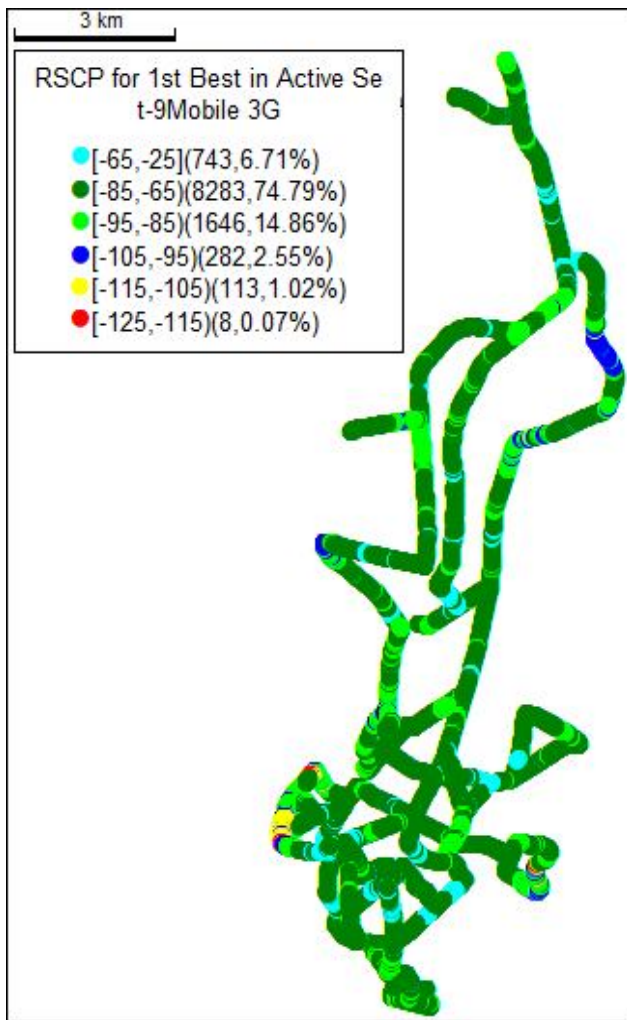 3 km
RSCP for 1st Best in Active Se
t-9Mobile 3G
[-65,-25](743,6.71%)
[-85,-65)(8283,74.79%)
[-95,-85)(1646,14.86%)
[-105,-95)(282,2.55%)
[-115,-105)(113,1.02%)
[-125,-115)(8,0.07%)